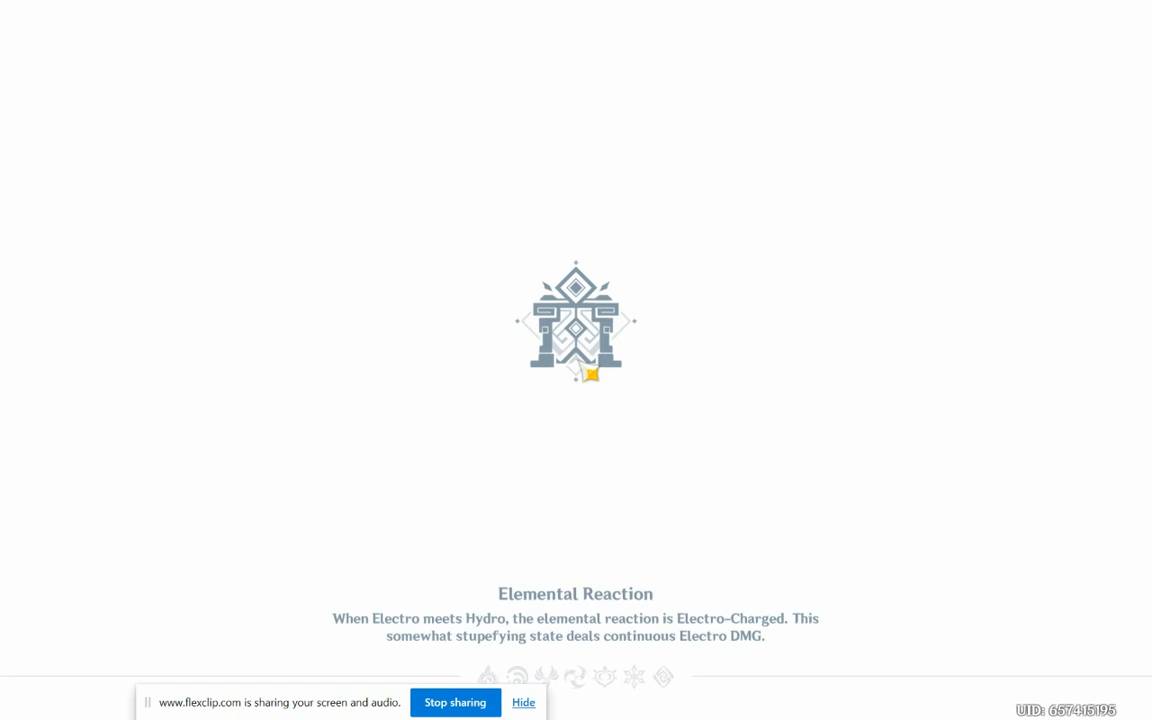 Elemental Reaction
When Electro meets Hydro, the elemental reaction is Electro-Charged. This
somewhat stupefying state deals continuous Electro DMG.
www.flexclip.com is sharing your screen and audio. Stop sharing Hide
UID: 657415195